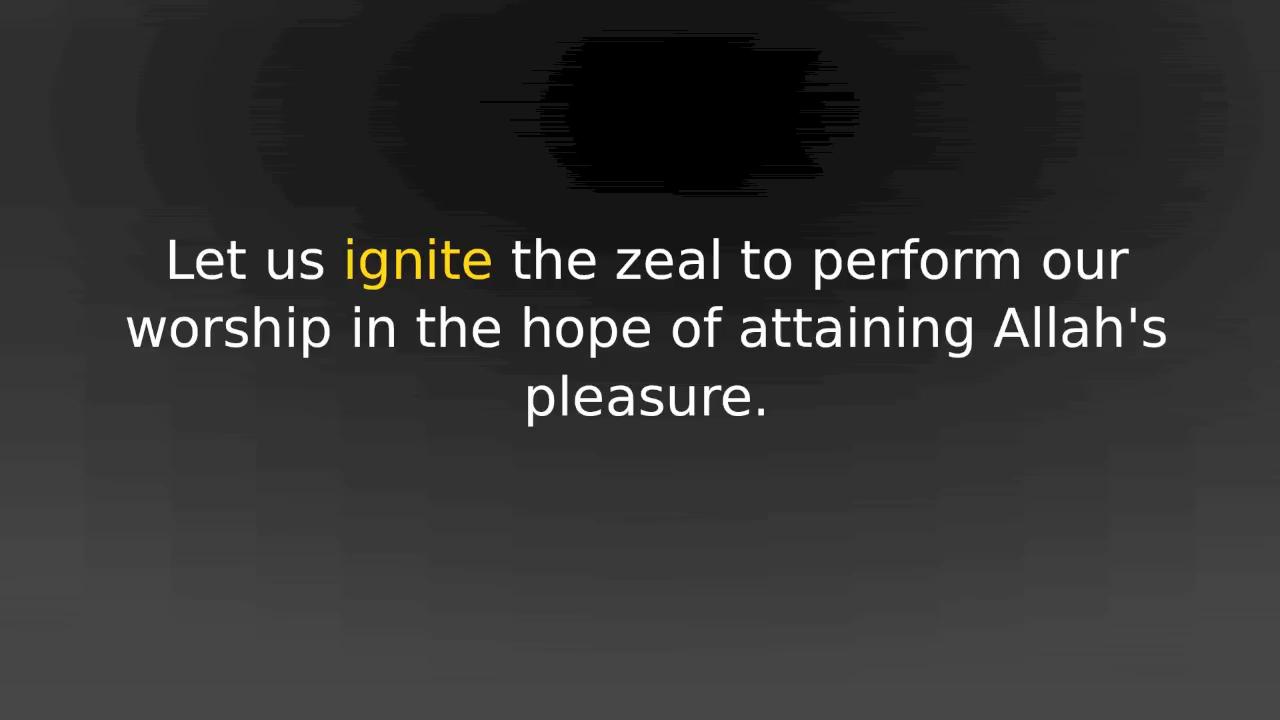 Let us ignite the zeal to perform our
worship in the hope of attaining Allah's
pleasure.